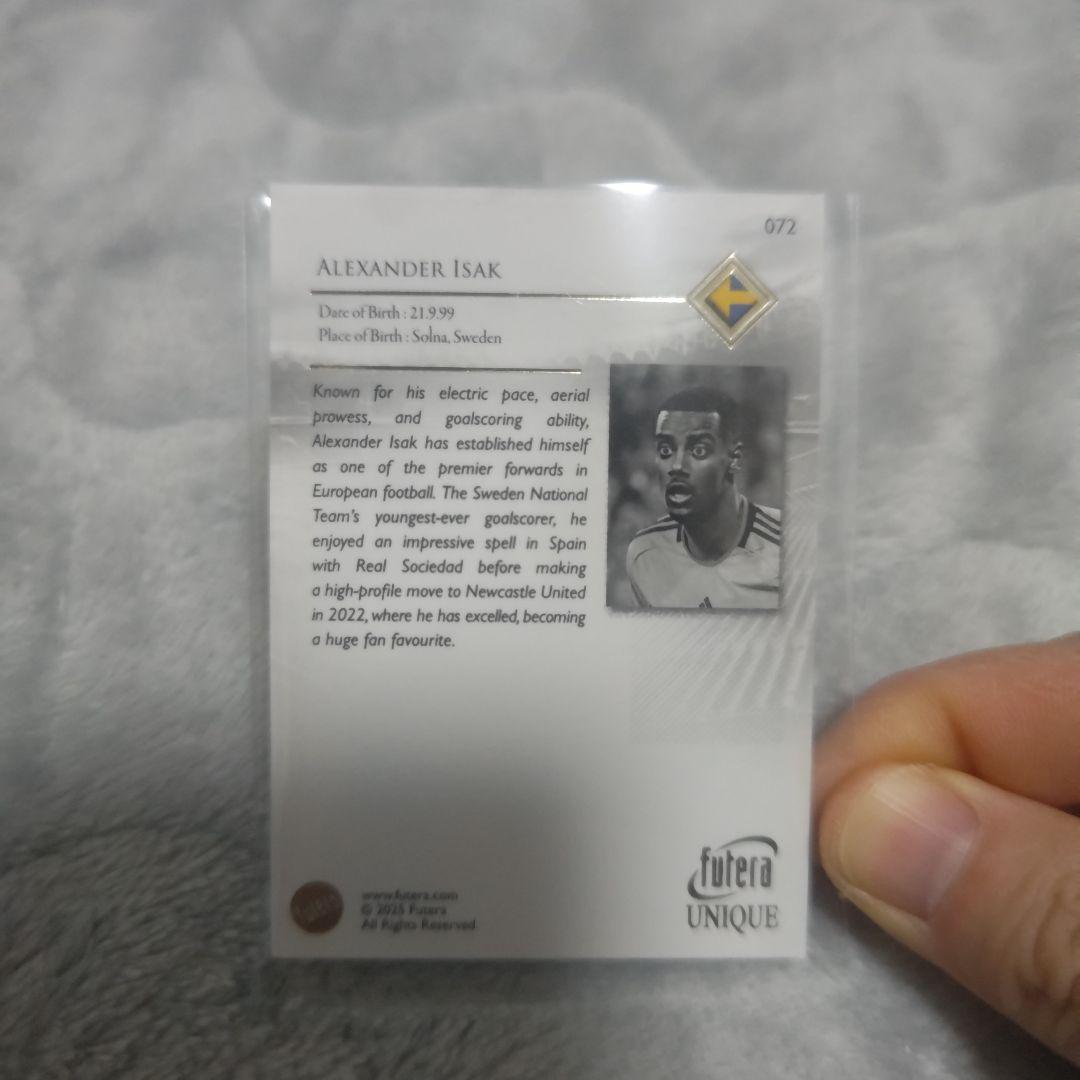 072
ALEXANDER ISAK
Date of Birth : 21.9.99
Place of Birth : Solna, Sweden
Known for his electric pace, aerial
prowess, and goalscoring ability,
Alexander Isak has established himself
as one of the premier forwards in
European football. The Sweden National
Team's youngest-ever goalscorer, he
enjoyed an impressive spell in Spain
with Real Sociedad before making
a high-profile move to Newcastle United
in 2022, where he has excelled, becoming
a huge fan favourite.
futera
UNIQUE
www.futera.com
© 2025 Futera
All Rights Reserved